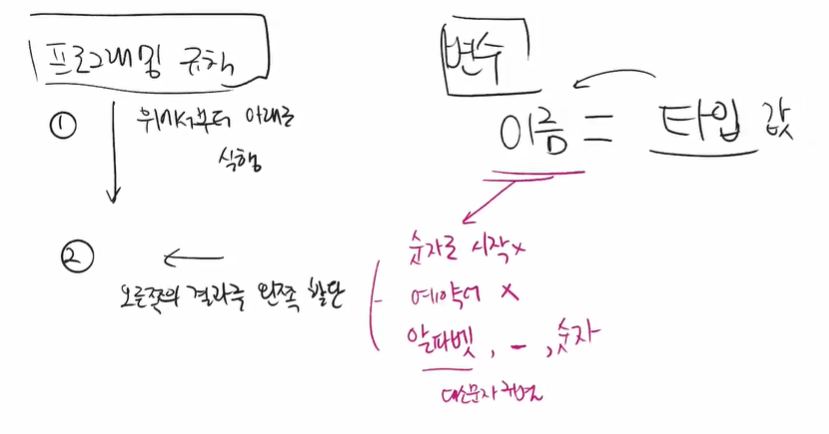 프로그래밍 규칙
① 위에서부터 아래로
실행
② ←
오른쪽의 결과를 왼쪽 할당
변수
이름 = 타입 값
숫자로 시작 x
예약어 x
알파벳, _, 숫자
대소문자 구별